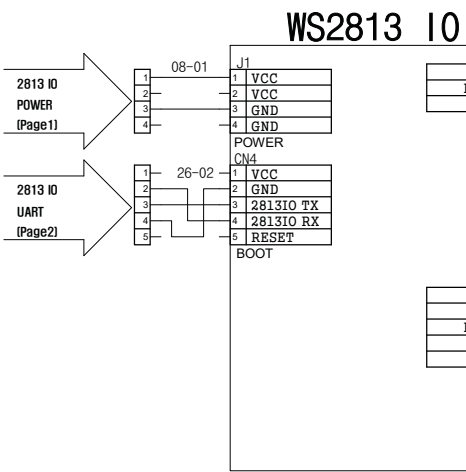 WS2813 IO
2813 IO
POWER
(Page1)
1
2
3
4
08-01
J1
1 VCC
2 VCC
3 GND
4 GND
POWER
2813 IO
UART
(Page2)
1
2
3
4
5
26-02
CN4
1 VCC
2 GND
3 2813IO TX
4 2813IO RX
5 RESET
BOOT